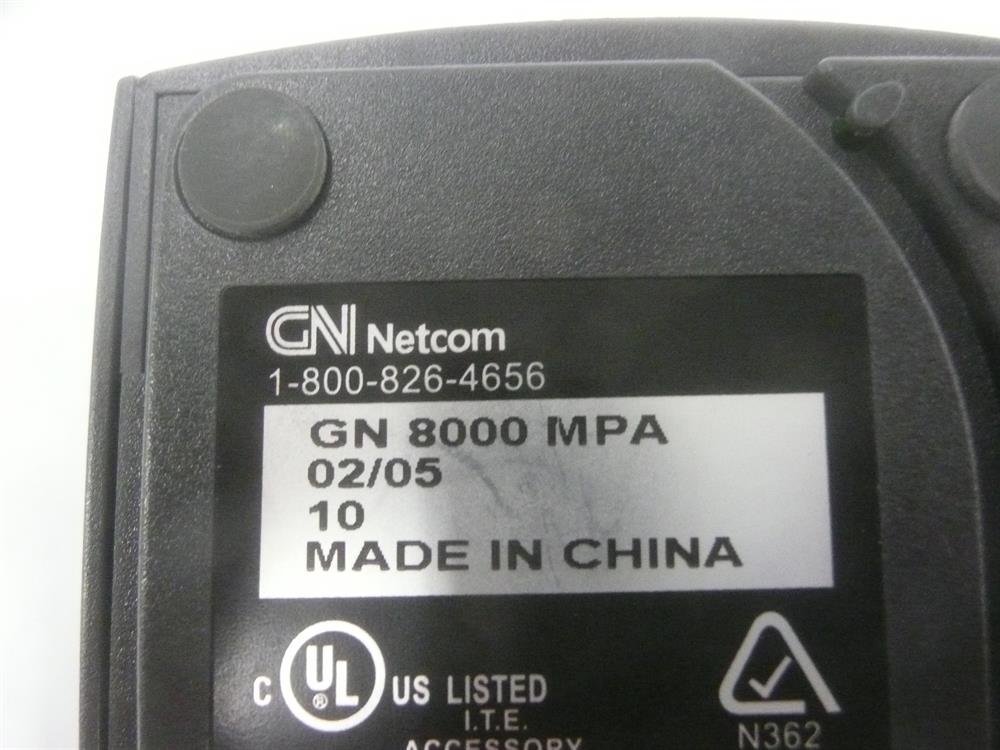 GN Netcom
1-800-826-4656
GN 8000 MPA
02/05
10
MADE IN CHINA
C UL ® US LISTED
I.T.E.
ACCESSORY
N362